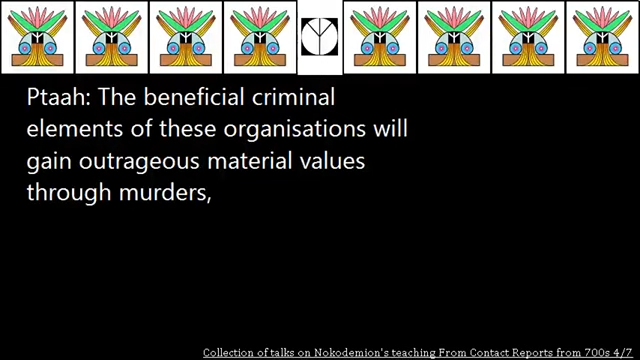 Ptaah: The beneficial criminal
elements of these organisations will
gain outrageous material values
through murders,
Collection of talks on Nokodemion's teaching From Contact Reports from 700s 4/7